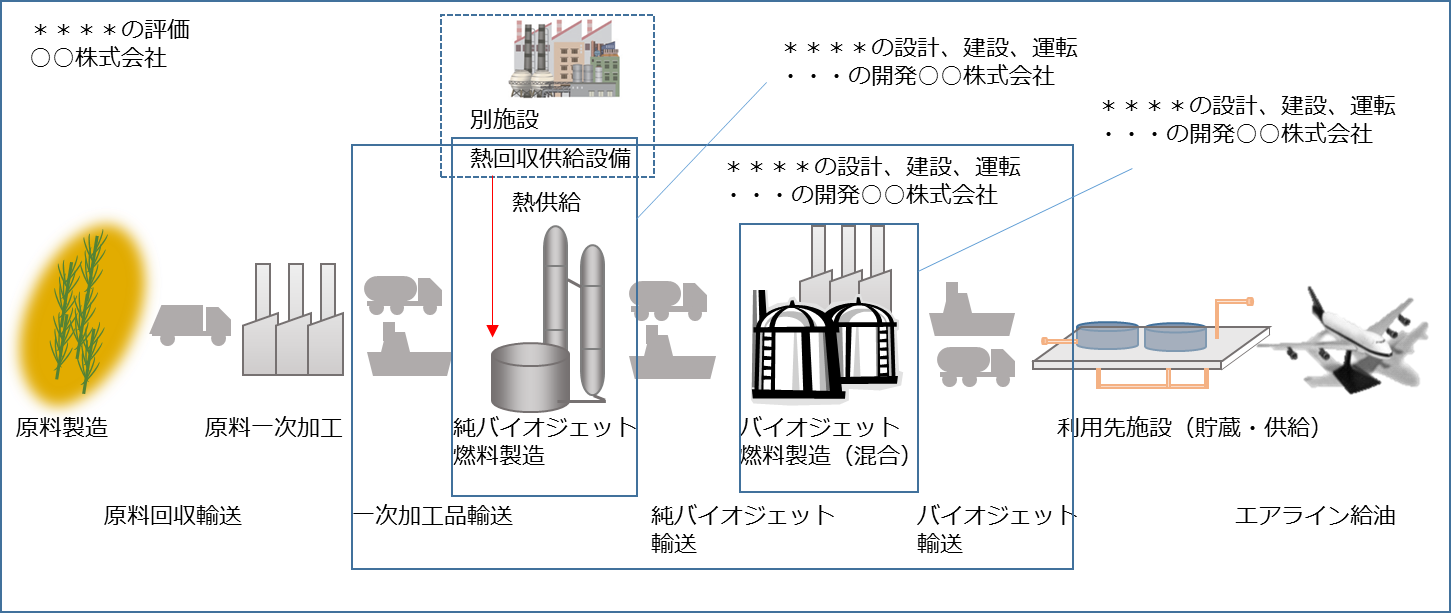 ＊＊＊＊の評価
○○株式会社
別施設
熱回収供給設備
熱供給
＊＊＊＊の設計、建設、運転
・・・の開発○○株式会社
＊＊＊＊の設計、建設、運転
・・・の開発○○株式会社
＊＊＊＊の設計、建設、運転
・・・の開発○○株式会社
原料製造
原料一次加工
純バイオジェット
燃料製造
バイオジェット
燃料製造（混合）
利用先施設（貯蔵・供給）
原料回収輸送
一次加工品輸送
純バイオジェット
輸送
バイオジェット
輸送
エアライン給油